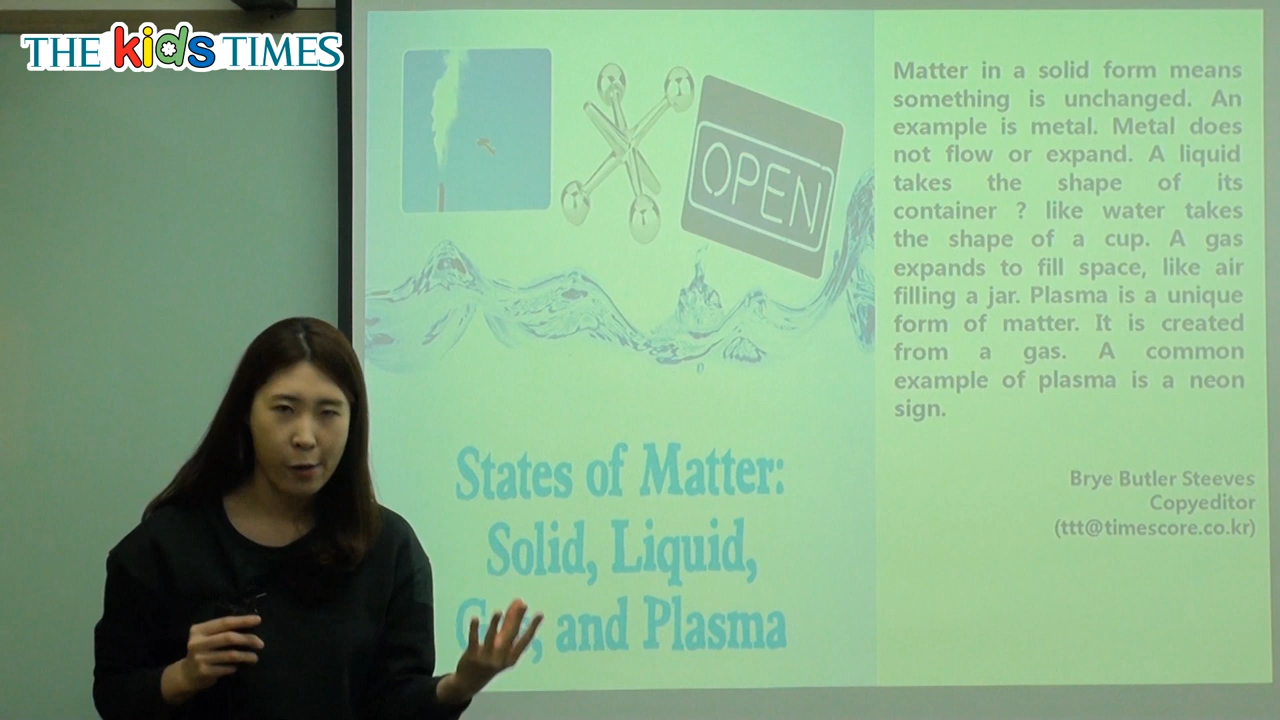 THE kids TIMES
OPEN
States of Matter:
Solid, Liquid,
Gas, and Plasma
Matter in a solid form means
something is unchanged. An
example is metal. Metal does
not flow or expand. A liquid
takes the shape of its
container ? like water takes
the shape of a cup. A gas
expands to fill space, like air
filling a jar. Plasma is a unique
form of matter. It is created
from a gas. A common
example of plasma is a neon
sign.
Brye Butler Steeves
Copyeditor
(ttt@timescore.co.kr)